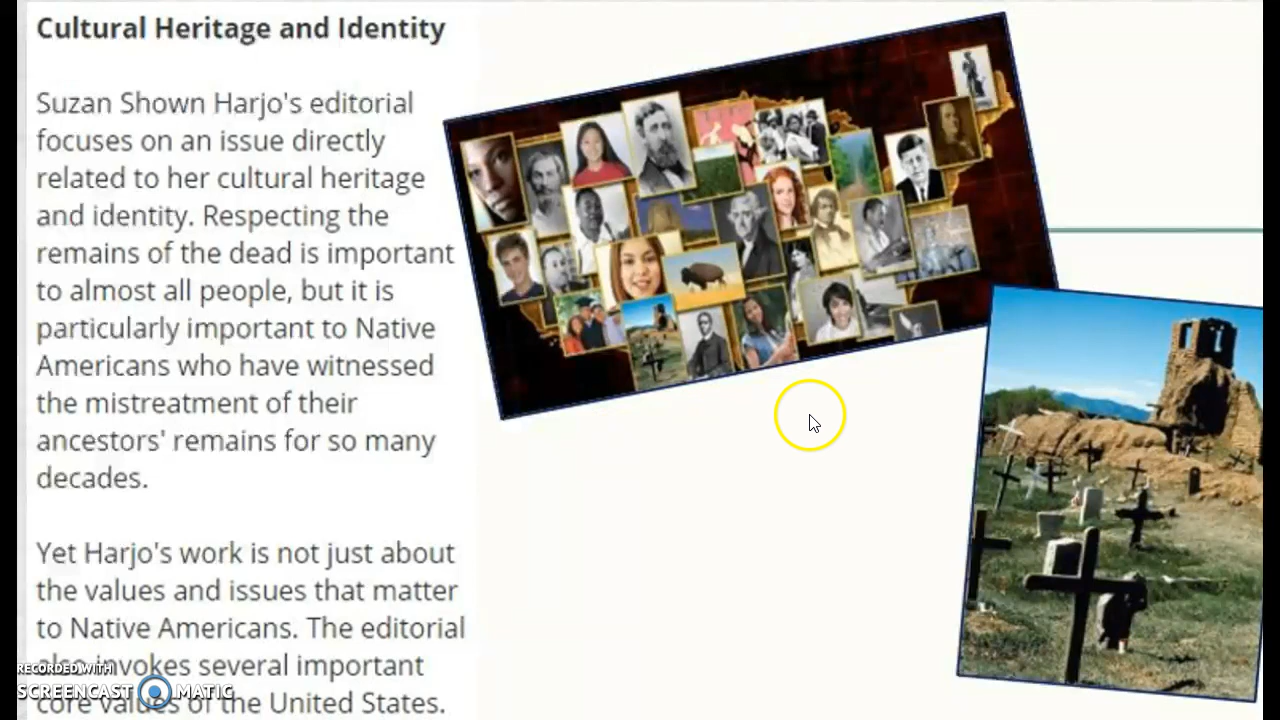 Cultural Heritage and Identity
Suzan Shown Harjo's editorial
focuses on an issue directly
related to her cultural heritage
and identity. Respecting the
remains of the dead is important
to almost all people, but it is
particularly important to Native
Americans who have witnessed
the mistreatment of their
ancestors' remains for so many
decades.
Yet Harjo's work is not just about
the values and issues that matter
to Native Americans. The editorial
also invokes several important
core values of the United States.
RECORDED WITH
SCREENCAST MATIC